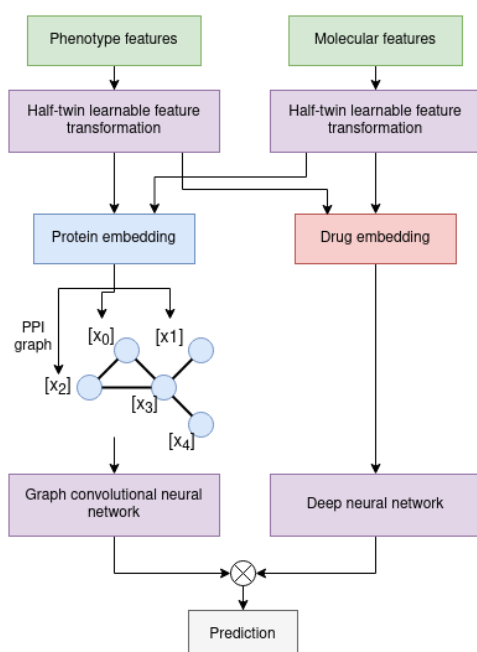 Phenotype features
Molecular features
Half-twin learnable feature
transformation
Half-twin learnable feature
transformation
Protein embedding
Drug embedding
PPI
graph
[x₀]
[x1]
[x₂]
[x₃]
[x₄]
Graph convolutional neural
network
Deep neural network
Prediction